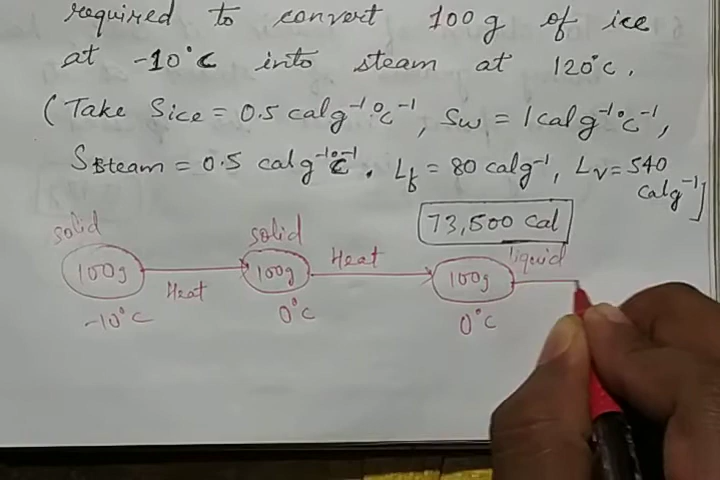 required to convert 100g of ice
at -10°c into steam at 120°c.
(Take Sice = 0.5 calg⁻¹°c⁻¹, Sw = 1 calg⁻¹°c⁻¹,
Ssteam = 0.5 calg⁻¹°c⁻¹. Lf = 80 calg⁻¹, Lv = 540
calg⁻¹]
73,500 cal
solid solid liquid
100g Heat 100g Heat 100g
-10°C 0°C 0°C